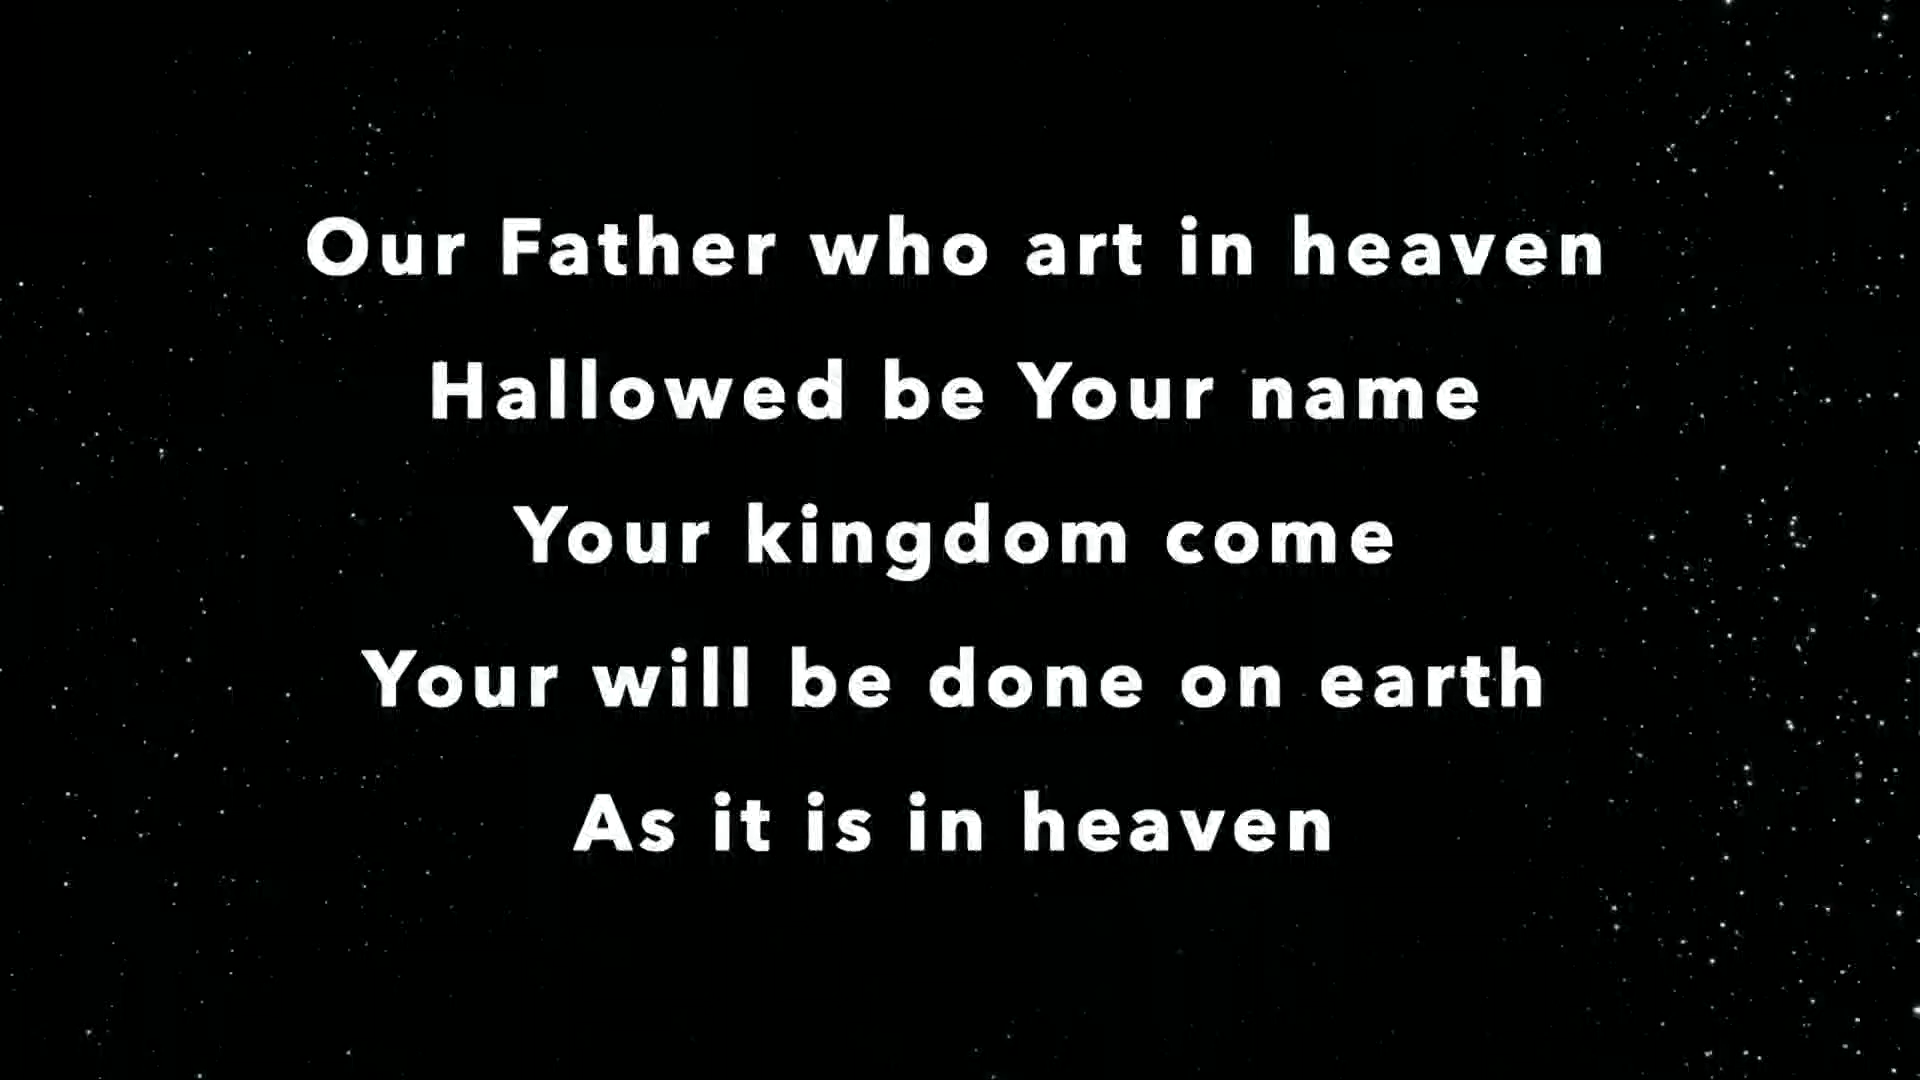 Our Father who art in heaven
Hallowed be Your name
Your kingdom come
Your will be done on earth
As it is in heaven